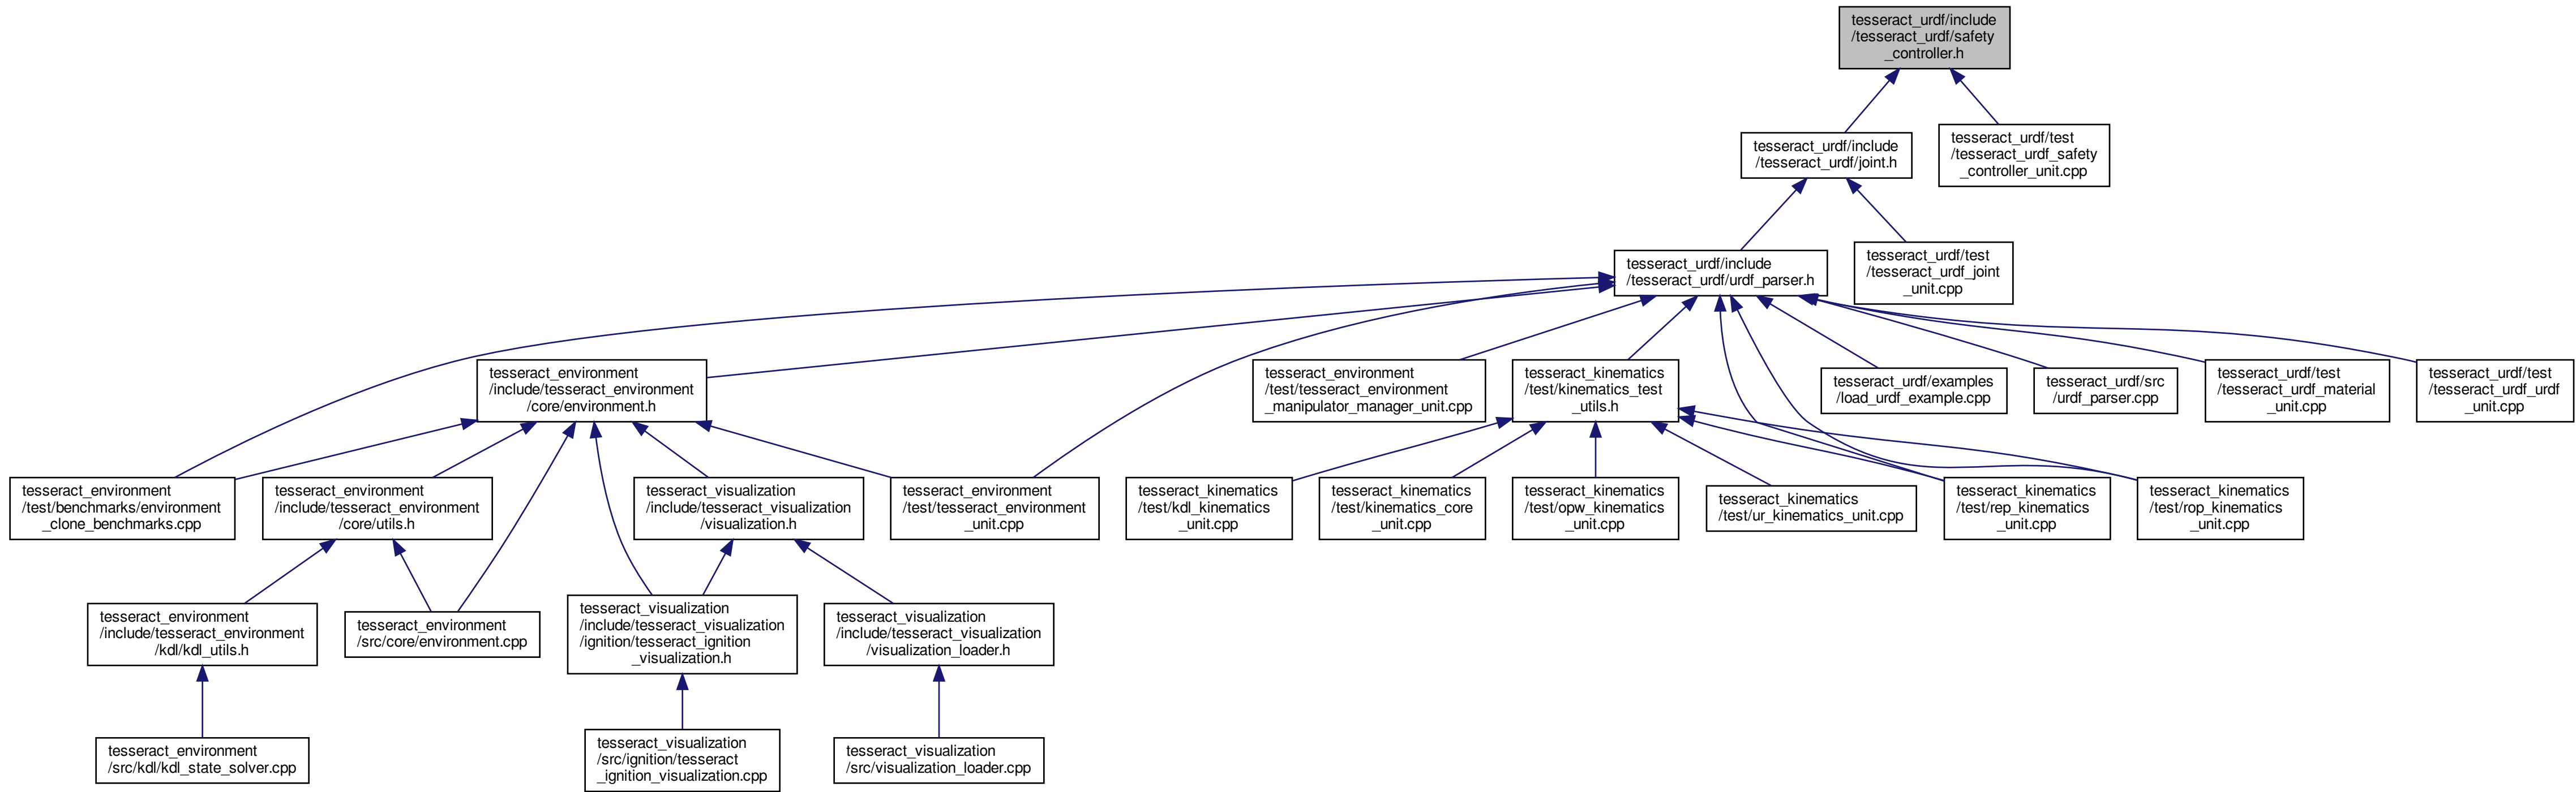 tesseract_urdf/include
/tesseract_urdf/safety
_controller.h
tesseract_urdf/include
/tesseract_urdf/joint.h
tesseract_urdf/test
/tesseract_urdf_safety
_controller_unit.cpp
tesseract_urdf/include
/tesseract_urdf/urdf_parser.h
tesseract_urdf/test
/tesseract_urdf_joint
_unit.cpp
tesseract_environment
/include/tesseract_environment
/core/environment.h
tesseract_environment
/test/tesseract_environment
_manipulator_manager_unit.cpp
tesseract_kinematics
/test/kinematics_test
_utils.h
tesseract_urdf/examples
/load_urdf_example.cpp
tesseract_urdf/src
/urdf_parser.cpp
tesseract_urdf/test
/tesseract_urdf_material
_unit.cpp
tesseract_urdf/test
/tesseract_urdf_urdf
_unit.cpp
tesseract_environment
/test/benchmarks/environment
_clone_benchmarks.cpp
tesseract_environment
/include/tesseract_environment
/core/utils.h
tesseract_visualization
/include/tesseract_visualization
/visualization.h
tesseract_environment
/test/tesseract_environment
_unit.cpp
tesseract_kinematics
/test/kdl_kinematics
_unit.cpp
tesseract_kinematics
/test/kinematics_core
_unit.cpp
tesseract_kinematics
/test/opw_kinematics
_unit.cpp
tesseract_kinematics
/test/ur_kinematics_unit.cpp
tesseract_kinematics
/test/rep_kinematics
_unit.cpp
tesseract_kinematics
/test/rop_kinematics
_unit.cpp
tesseract_environment
/include/tesseract_environment
/kdl/kdl_utils.h
tesseract_environment
/src/core/environment.cpp
tesseract_visualization
/include/tesseract_visualization
/ignition/tesseract_ignition
_visualization.h
tesseract_visualization
/include/tesseract_visualization
/visualization_loader.h
tesseract_environment
/src/kdl/kdl_state_solver.cpp
tesseract_visualization
/src/ignition/tesseract
_ignition_visualization.cpp
tesseract_visualization
/src/visualization_loader.cpp